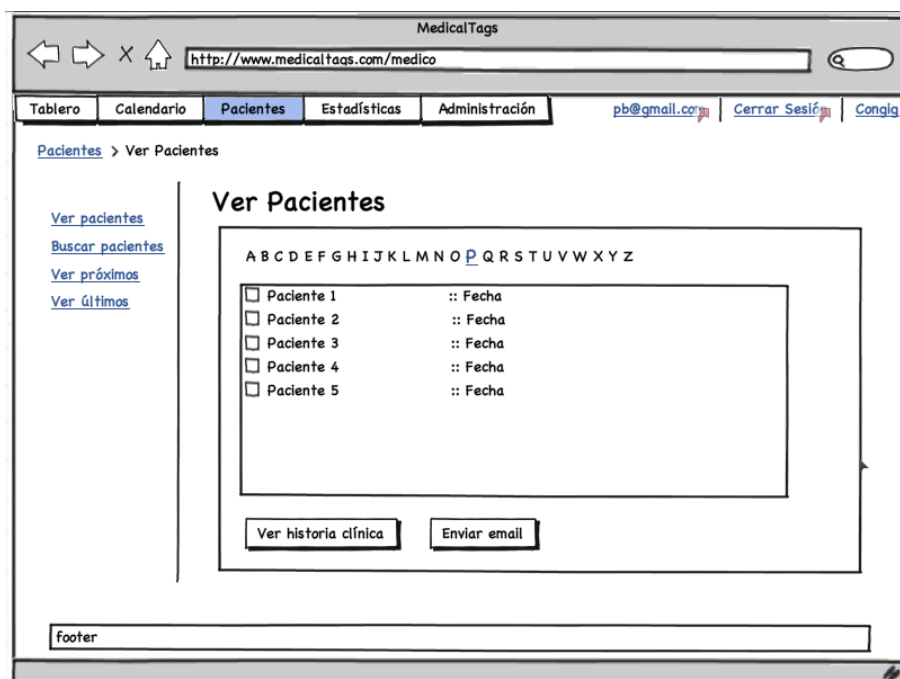 MedicalTags
http://www.medicaltags.com/medico
Tablero Calendario Pacientes Estadísticas Administración pb@gmail.com Cerrar Sesión Congig
Pacientes > Ver Pacientes
Ver Pacientes
Ver pacientes
Buscar pacientes
Ver próximos
Ver últimos
A B C D E F G H I J K L M N O P Q R S T U V W X Y Z
Paciente 1 :: Fecha
Paciente 2 :: Fecha
Paciente 3 :: Fecha
Paciente 4 :: Fecha
Paciente 5 :: Fecha
Ver historia clínica Enviar email
footer